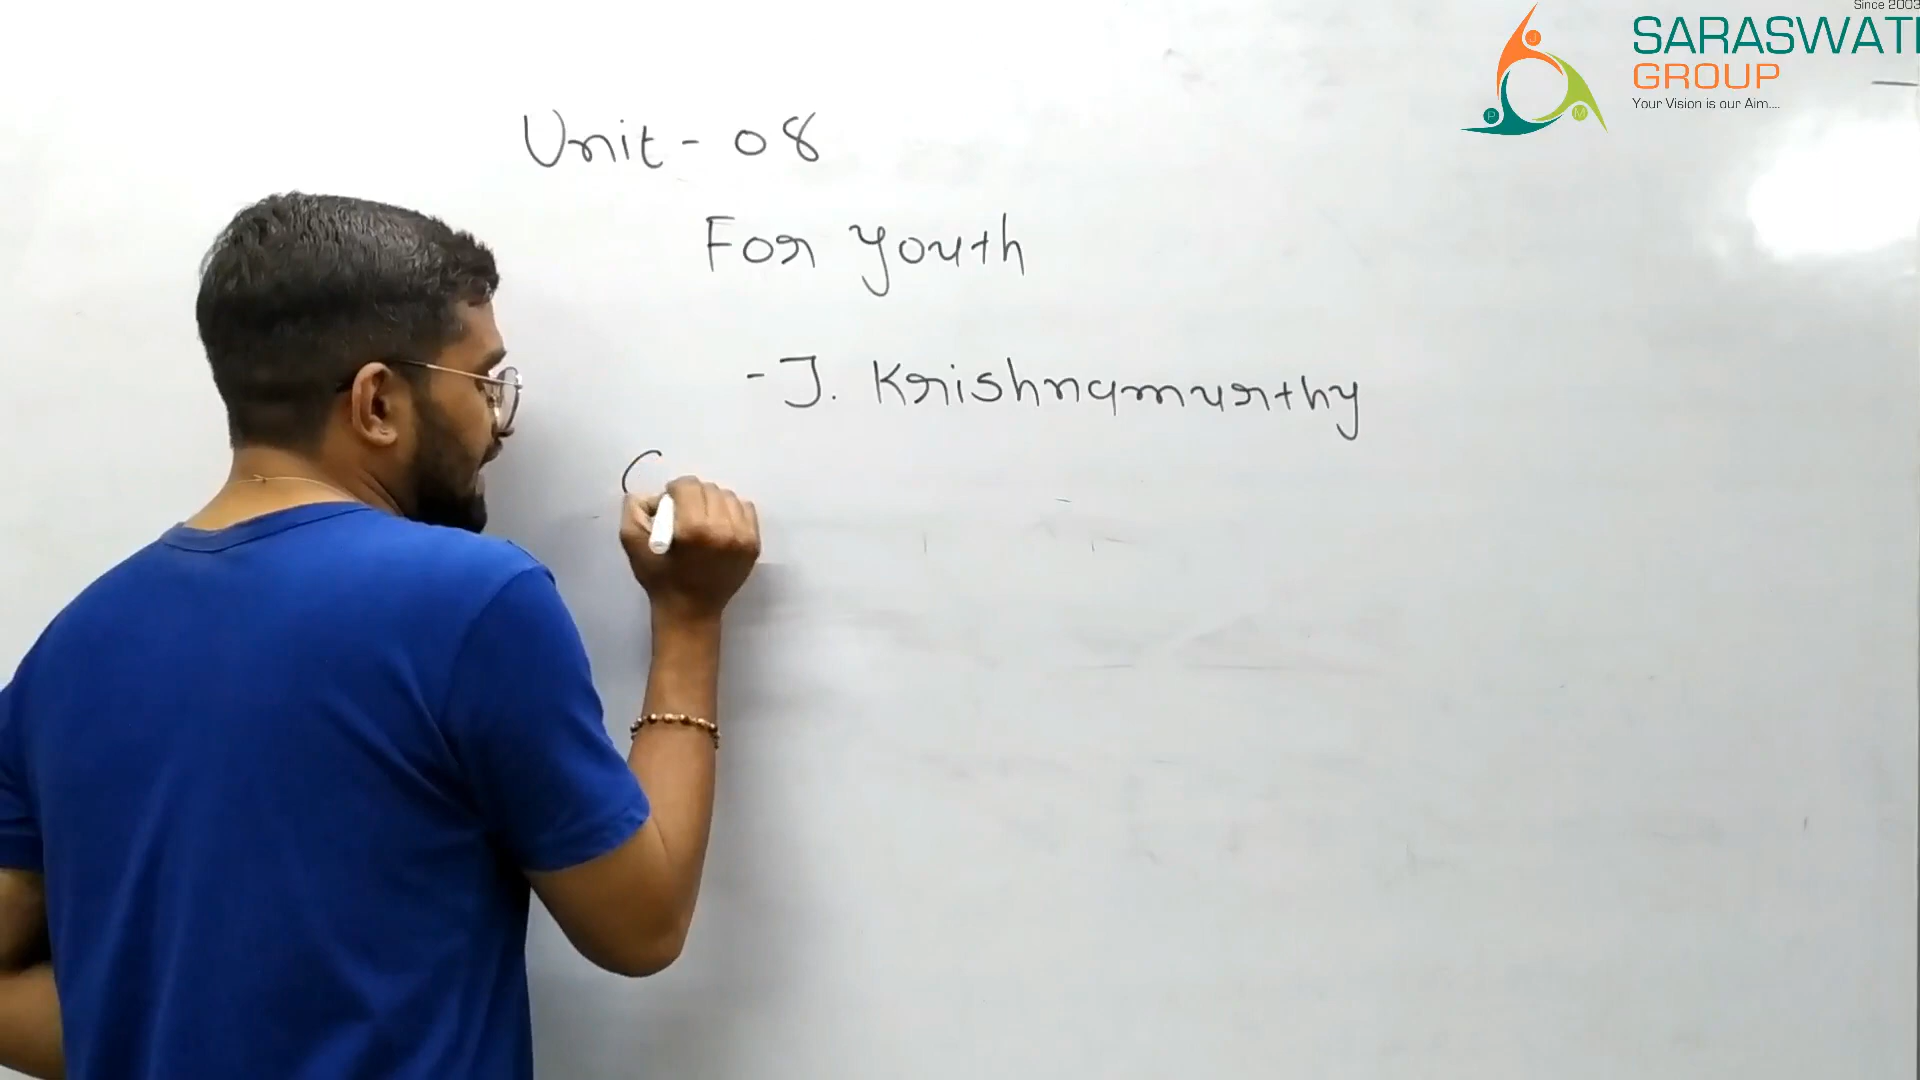 Since 2003
SARASWATI
GROUP
Your Vision is our Aim....
J
P
M
Unit - 08
For youth
- J. Krishnamurthy